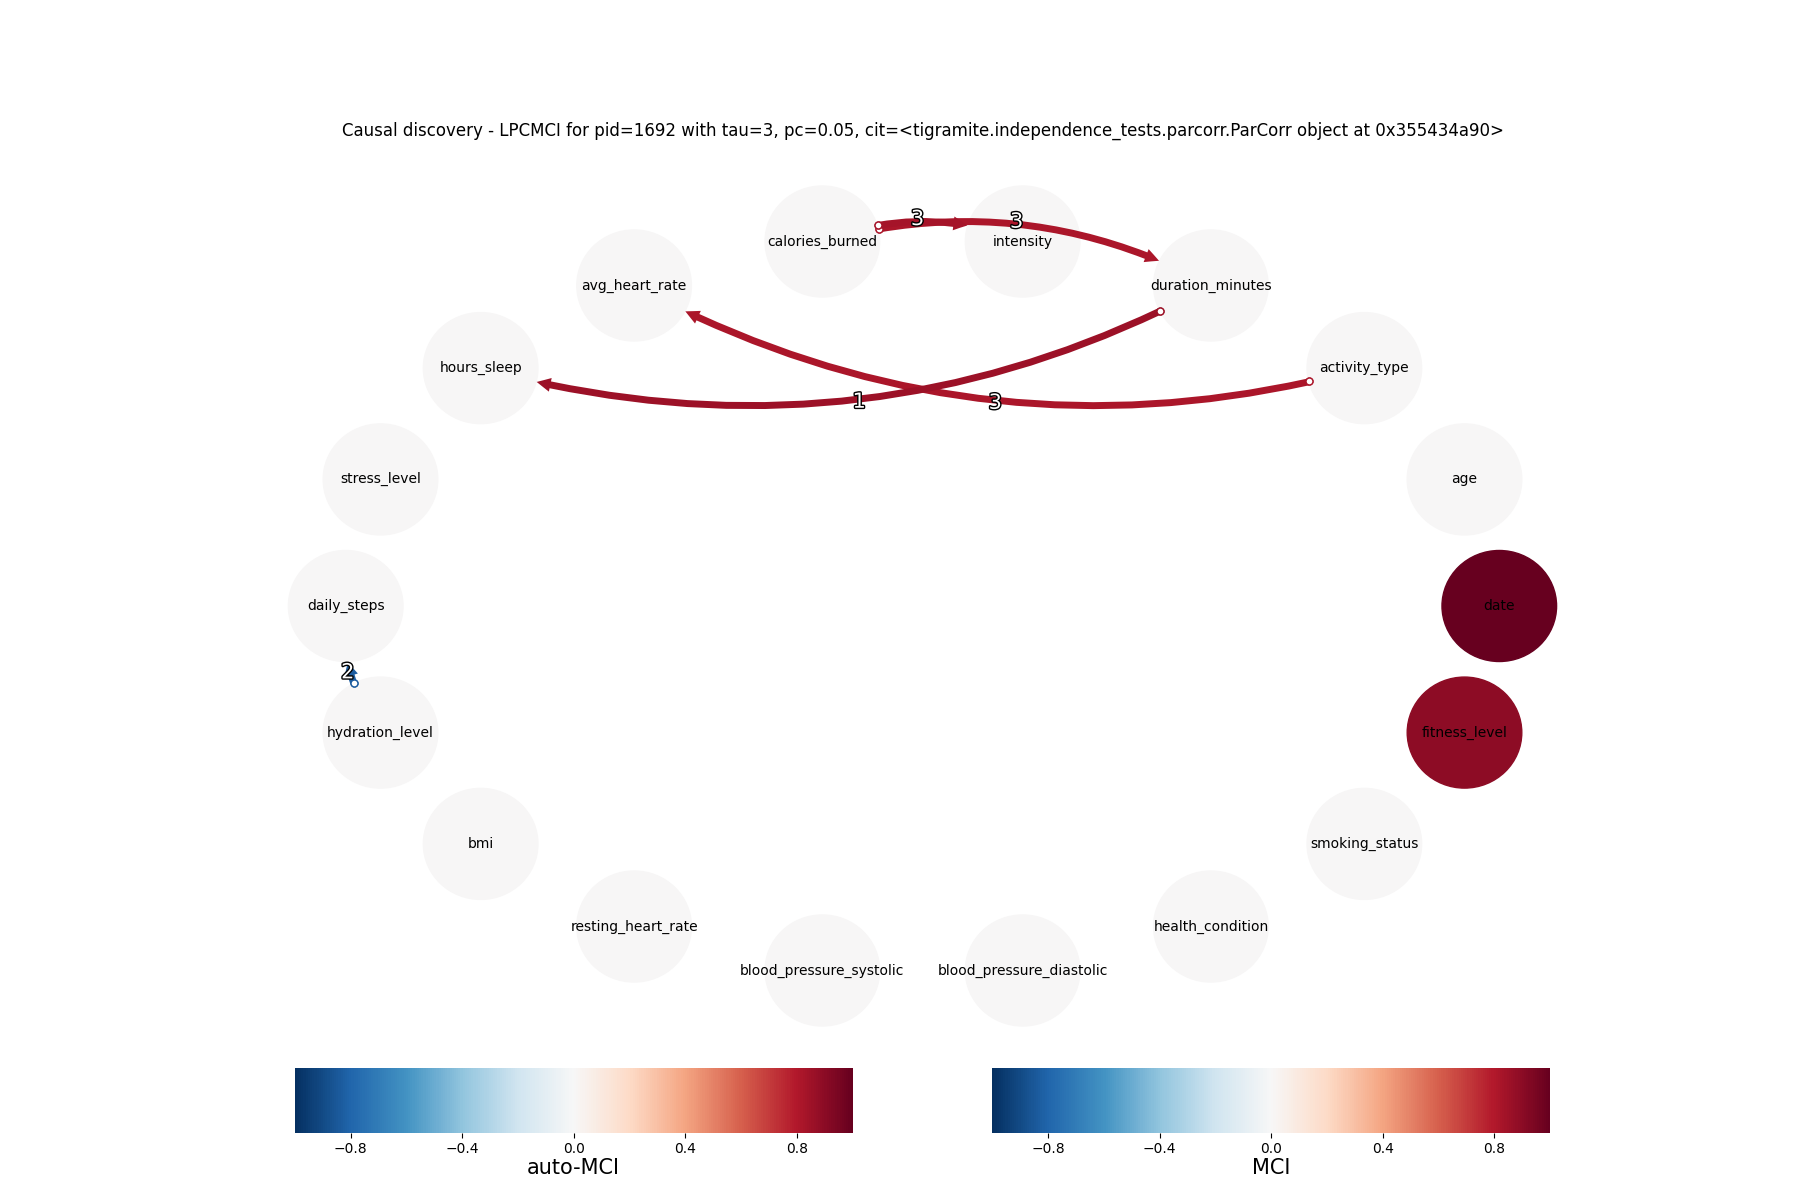 Causal discovery - LPCMCI for pid=1692 with tau=3, pc=0.05, cit=<tigramite.independence_tests.parcorr.ParCorr object at 0x355434a90>
3
3
calories_burned
intensity
avg_heart_rate
duration_minutes
hours_sleep
activity_type
1
3
stress_level
age
daily_steps
date
2
hydration_level
fitness_level
bmi
smoking_status
resting_heart_rate
health_condition
blood_pressure_systolic
blood_pressure_diastolic
−0.8 −0.4 0.0 0.4 0.8
auto-MCI
−0.8 −0.4 0.0 0.4 0.8
MCI